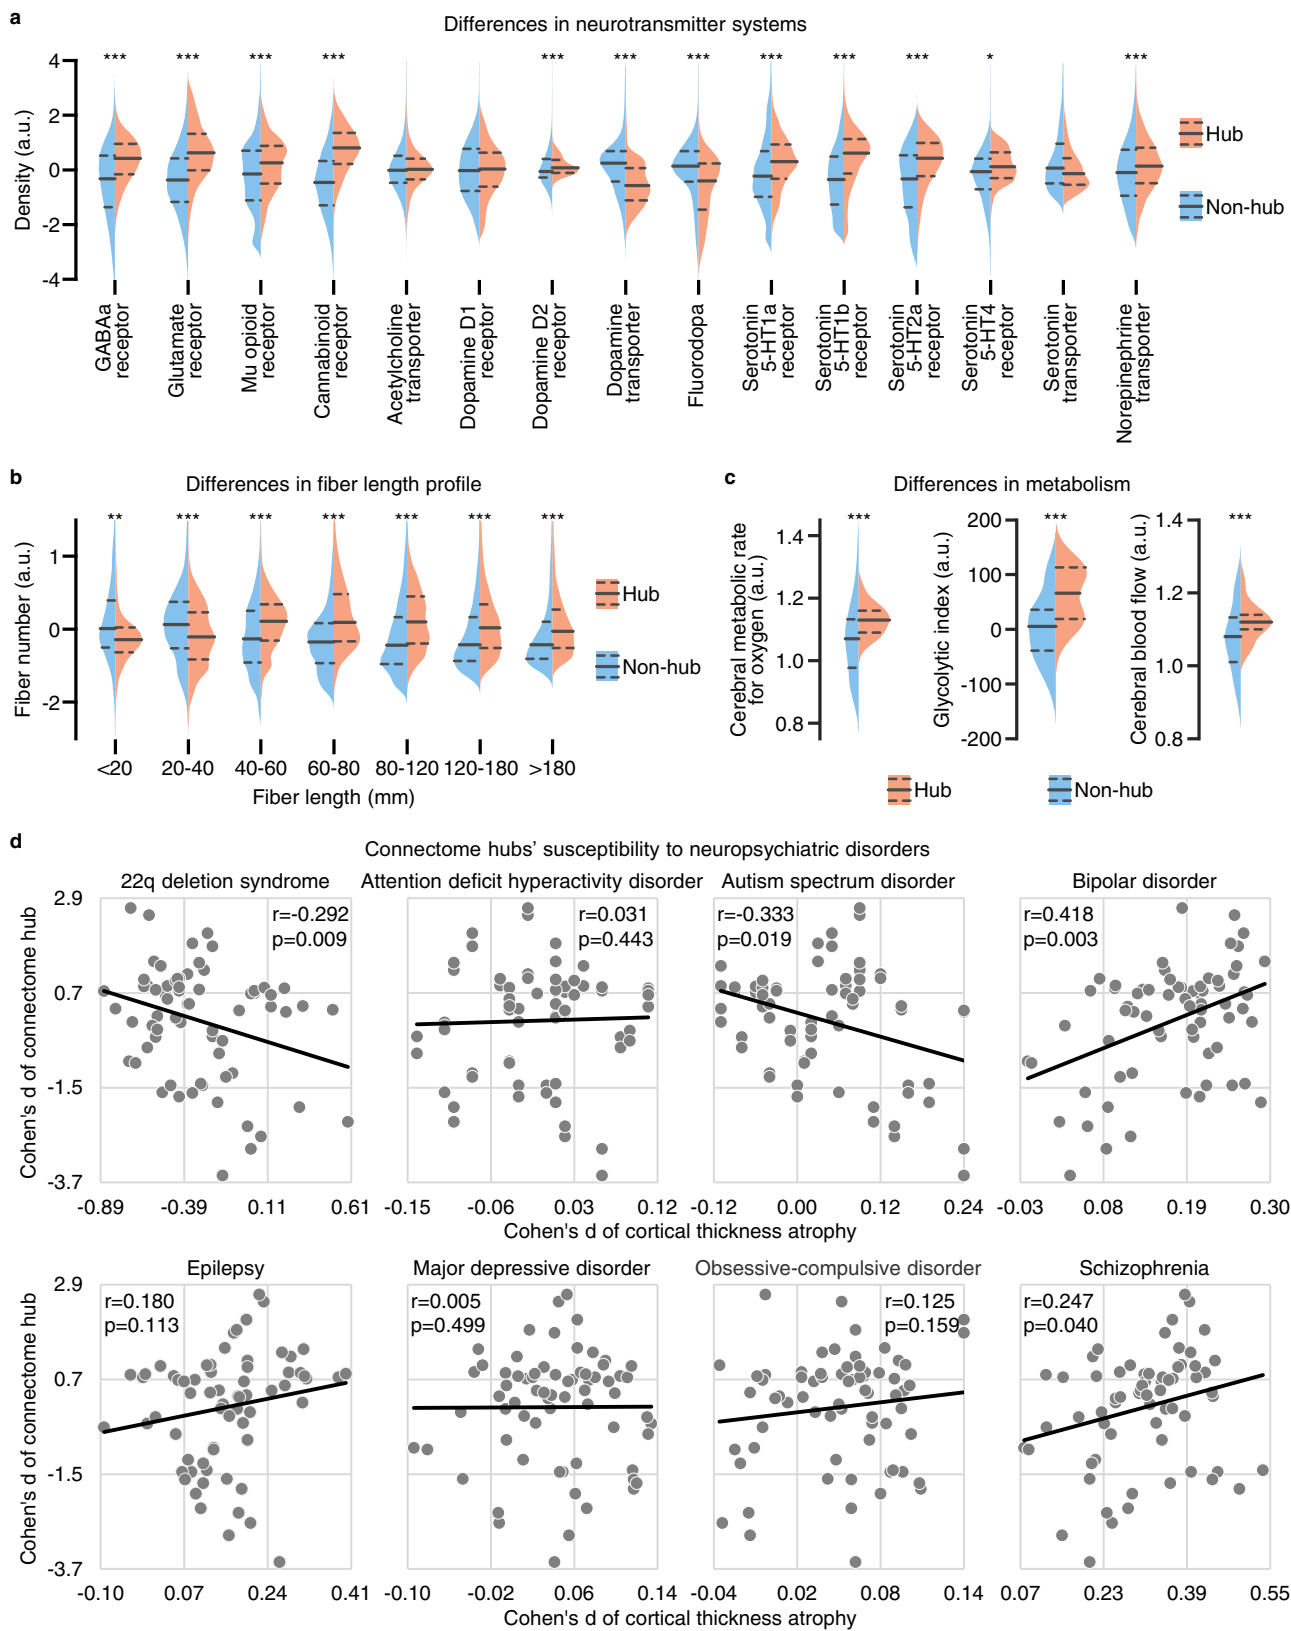 a
Differences in neurotransmitter systems
*** *** *** *** *** *** *** *** *** *** * ***
Density (a.u.)
4
2
0
-2
-4
Hub
Non-hub
GABAa
receptor
Glutamate
receptor
Mu opioid
receptor
Cannabinoid
receptor
Acetylcholine
transporter
Dopamine D1
receptor
Dopamine D2
receptor
Dopamine
transporter
Fluorodopa
Serotonin
5-HT1a
receptor
Serotonin
5-HT1b
receptor
Serotonin
5-HT2a
receptor
Serotonin
5-HT4
receptor
Serotonin
transporter
Norepinephrine
transporter
b
Differences in fiber length profile
** *** *** *** *** *** ***
Fiber number (a.u.)
1
0
-2
Hub
Non-hub
<20 20-40 40-60 60-80 80-120 120-180 >180
Fiber length (mm)
c
Differences in metabolism
Cerebral metabolic rate
for oxygen (a.u.)
1.4
1.2
1.0
0.8
***
Glycolytic index (a.u.)
200
100
0
-100
-200
***
Cerebral blood flow (a.u.)
1.4
1.2
1.0
0.8
***
Hub
Non-hub
d
Connectome hubs' susceptibility to neuropsychiatric disorders
22q deletion syndrome Attention deficit hyperactivity disorder Autism spectrum disorder Bipolar disorder
Cohen's d of connectome hub
2.9
0.7
-1.5
-3.7
r=-0.292
p=0.009
r=0.031
p=0.443
r=-0.333
p=0.019
r=0.418
p=0.003
-0.89 -0.39 0.11 0.61
-0.15 -0.06 0.03 0.12
-0.12 0.00 0.12 0.24
-0.03 0.08 0.19 0.30
Cohen's d of cortical thickness atrophy
Epilepsy Major depressive disorder Obsessive-compulsive disorder Schizophrenia
Cohen's d of connectome hub
2.9
0.7
-1.5
-3.7
r=0.180
p=0.113
r=0.005
p=0.499
r=0.125
p=0.159
r=0.247
p=0.040
-0.10 0.07 0.24 0.41
-0.10 -0.02 0.06 0.14
-0.04 0.02 0.08 0.14
0.07 0.23 0.39 0.55
Cohen's d of cortical thickness atrophy